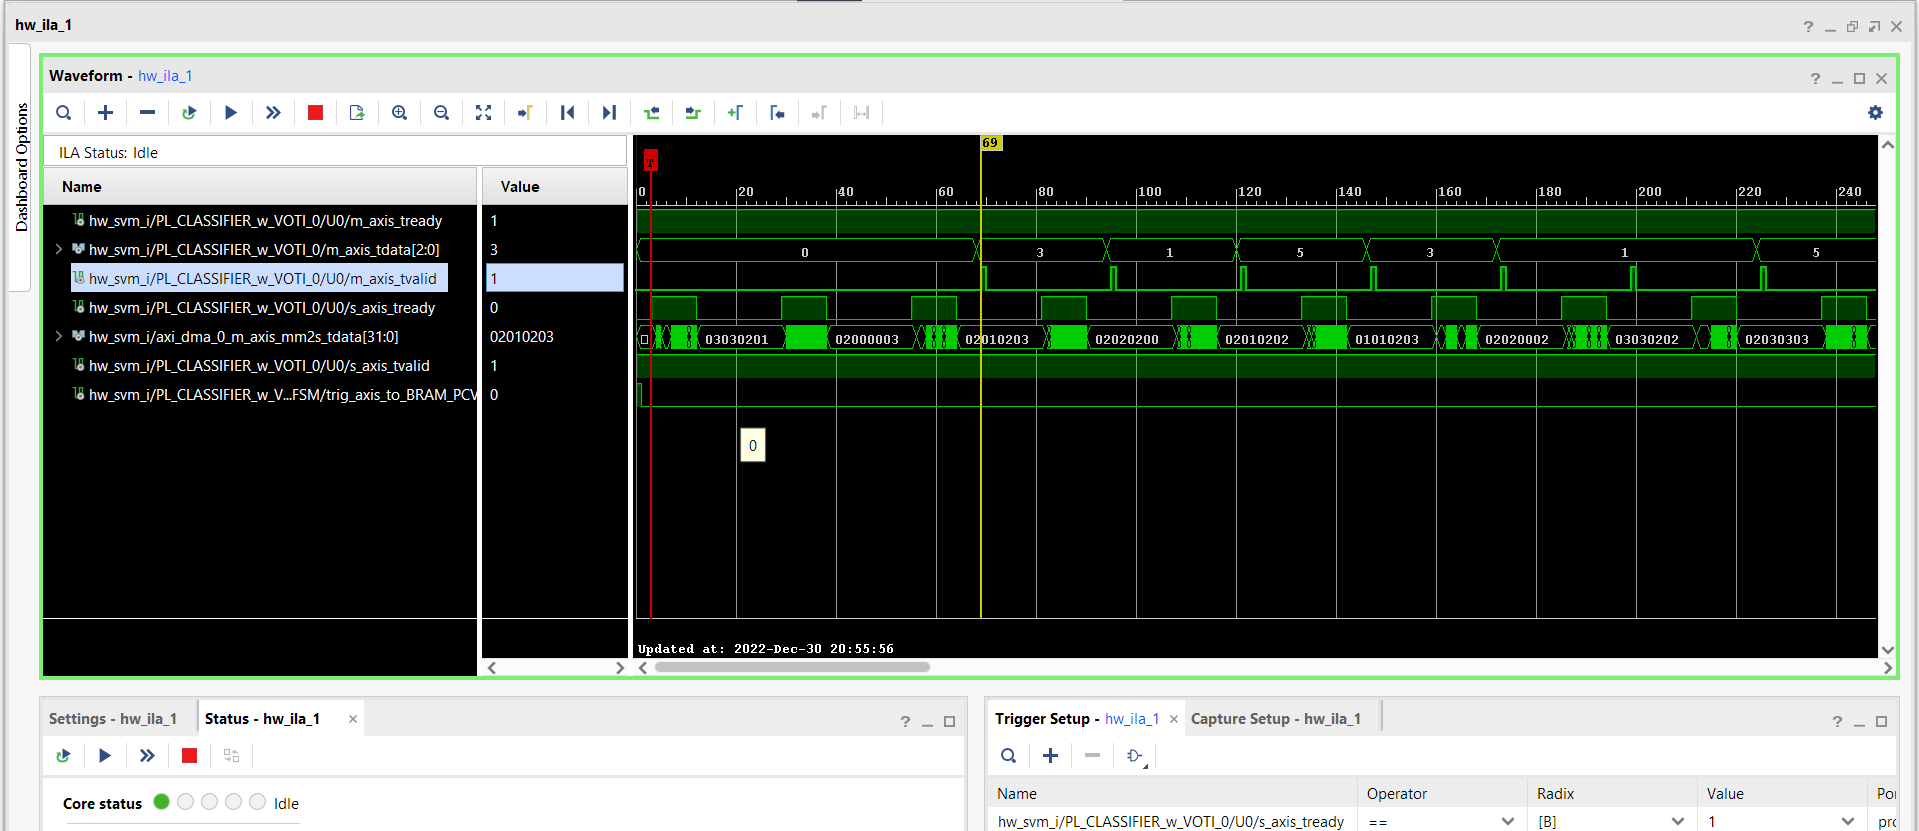 hw_ila_1
?
Dashboard Options
Waveform - hw_ila_1
?
ILA Status: Idle
Name Value
hw_svm_i/PL_CLASSIFIER_w_VOTI_0/U0/m_axis_tready 1
hw_svm_i/PL_CLASSIFIER_w_VOTI_0/m_axis_tdata[2:0] 3
hw_svm_i/PL_CLASSIFIER_w_VOTI_0/U0/m_axis_tvalid 1
hw_svm_i/PL_CLASSIFIER_w_VOTI_0/U0/s_axis_tready 0
hw_svm_i/axi_dma_0_m_axis_mm2s_tdata[31:0] 02010203
hw_svm_i/PL_CLASSIFIER_w_VOTI_0/U0/s_axis_tvalid 1
hw_svm_i/PL_CLASSIFIER_w_V...FSM/trig_axis_to_BRAM_PCV 0
69
T
0 20 40 60 80 100 120 140 160 180 200 220 240
0 3 1 5 3 1 5
03030201 02000003 02010203 02020200 02010202 01010203 02020002 03030202 02030303
0
Updated at: 2022-Dec-30 20:55:56
Settings - hw_ila_1 Status - hw_ila_1
?
Core status Idle
Trigger Setup - hw_ila_1 Capture Setup - hw_ila_1
?
Name Operator Radix Value
hw_svm_i/PL_CLASSIFIER_w_VOTI_0/U0/s_axis_tready == [B] 1